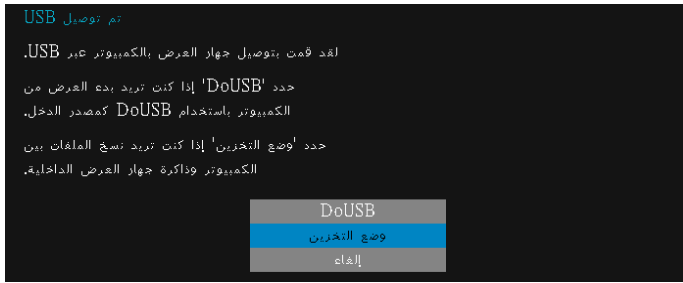 تم توصيل USB
لقد قمت بتوصيل جهاز العرض بالكمبيوتر عبر USB.
حدد 'DoUSB' إذا كنت تريد بدء العرض من
الكمبيوتر باستخدام DoUSB كمصدر الدخل.
حدد 'وضع التخزين' إذا كنت تريد نسخ الملفات بين
الكمبيوتر وذاكرة جهاز العرض الداخلية.
DoUSB
وضع التخزين
إلغاء